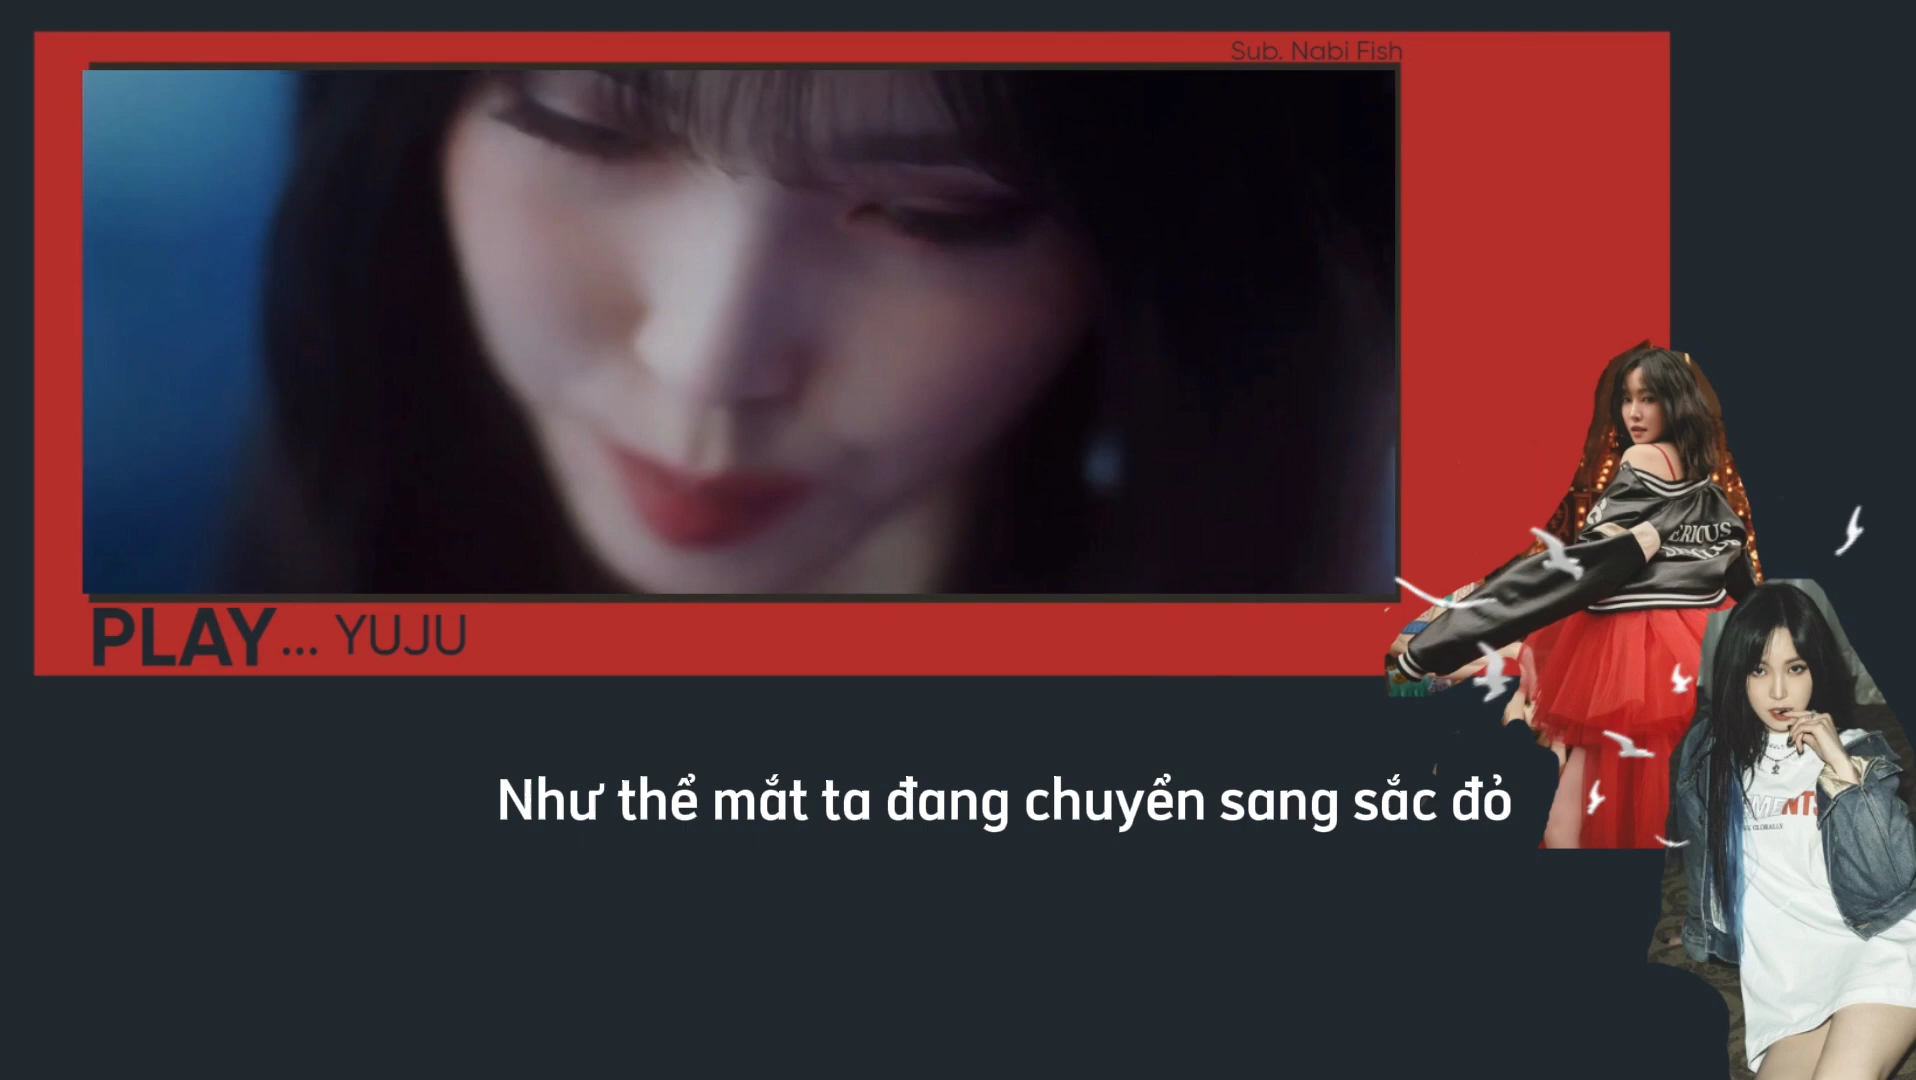 Sub. Nabi Fish
PLAY... YUJU
Như thể mắt ta đang chuyển sang sắc đỏ